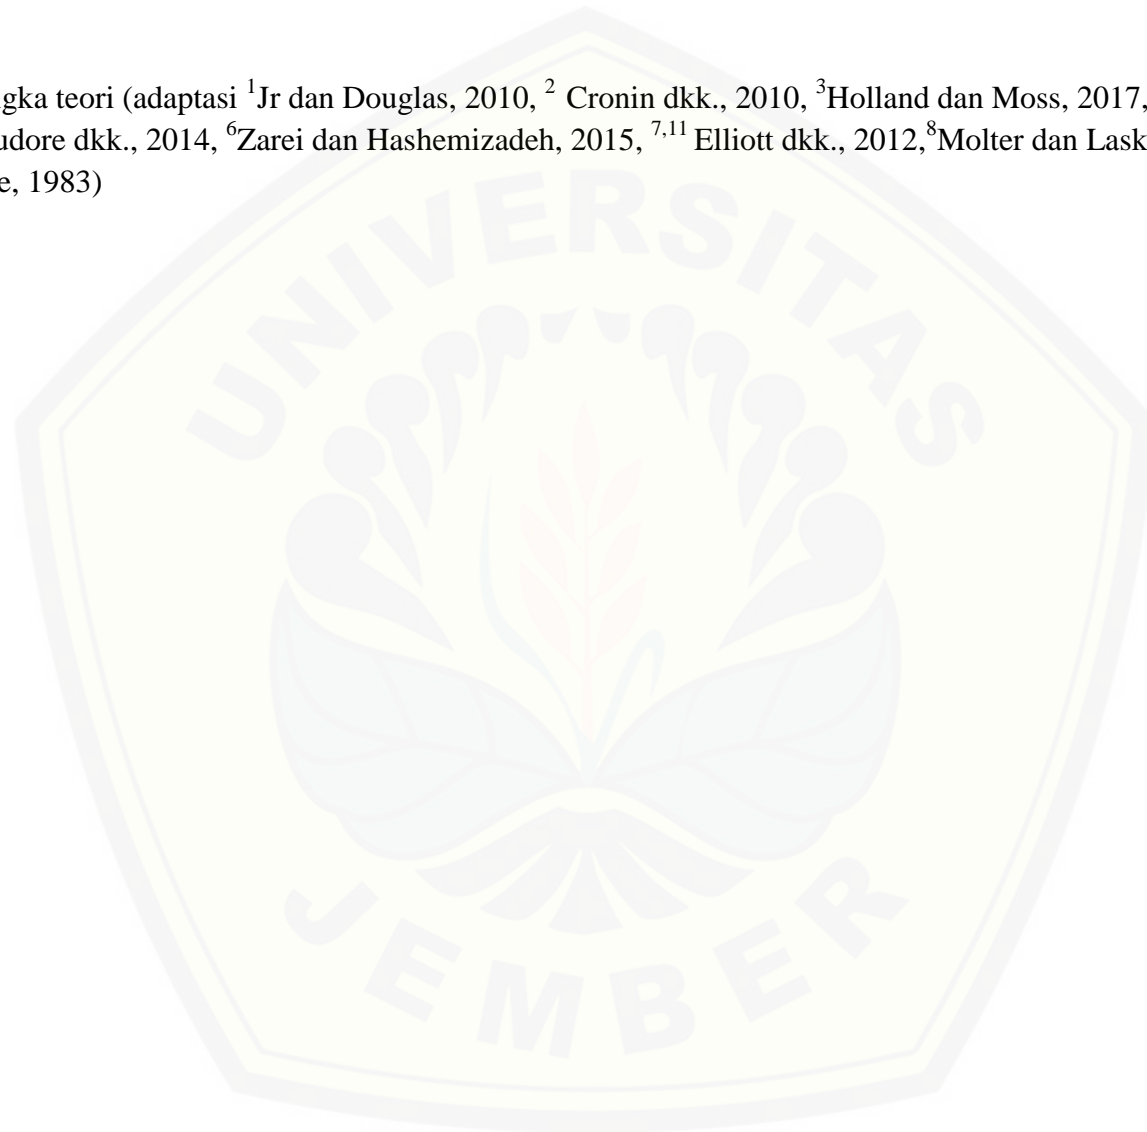 gka teori (adaptasi ¹Jr dan Douglas, 2010, ² Cronin dkk., 2010, ³Holland dan Moss, 2017,
udore dkk., 2014, ⁶Zarei dan Hashemizadeh, 2015, ⁷,¹¹ Elliott dkk., 2012,⁸Molter dan Lask
e, 1983)
UNIVERSITAS
JEMBER